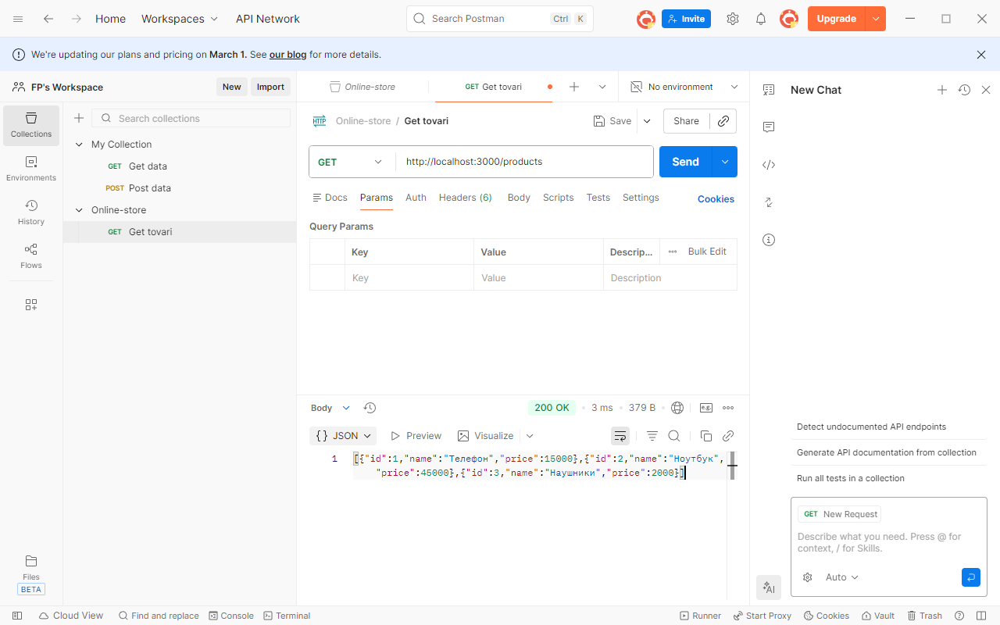 Home Workspaces API Network Search Postman Ctrl K Invite Upgrade
We're updating our plans and pricing on March 1. See our blog for more details.
FP's Workspace New Import
Collections
Environments
History
Flows
Files
BETA
Search collections
My Collection
GET Get data
POST Post data
Online-store
GET Get tovari
Online-store GET Get tovari No environment
HTTP Online-store / Get tovari Save Share
GET http://localhost:3000/products Send
Docs Params Auth Headers (6) Body Scripts Tests Settings Cookies
Query Params
Key Value Descrip... Bulk Edit
Key Value Description
Body 200 OK 3 ms 379 B e.g.
{} JSON Preview Visualize
1 [{"id":1,"name":"Телефон","price":15000},{"id":2,"name":"Ноутбук",
"price":45000},{"id":3,"name":"Наушники","price":2000}]
New Chat
Detect undocumented API endpoints
Generate API documentation from collection
Run all tests in a collection
GET New Request
Describe what you need. Press @ for
context, / for Skills.
Auto
AI
Cloud View Find and replace Console Terminal Runner Start Proxy Cookies Vault Trash